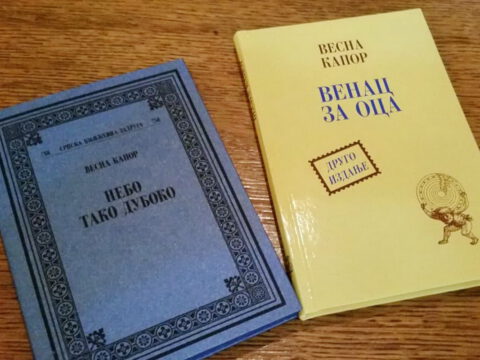 СРПСКА КЊИЖЕВНА ЗАДРУГА
ВЕСНА КАПОР
НЕБО
ТАКО ДУБОКО
ВЕСНА
КАПОР
ВЕНАЦ
ЗА ОЦА
ДРУГО
ИЗДАЊЕ